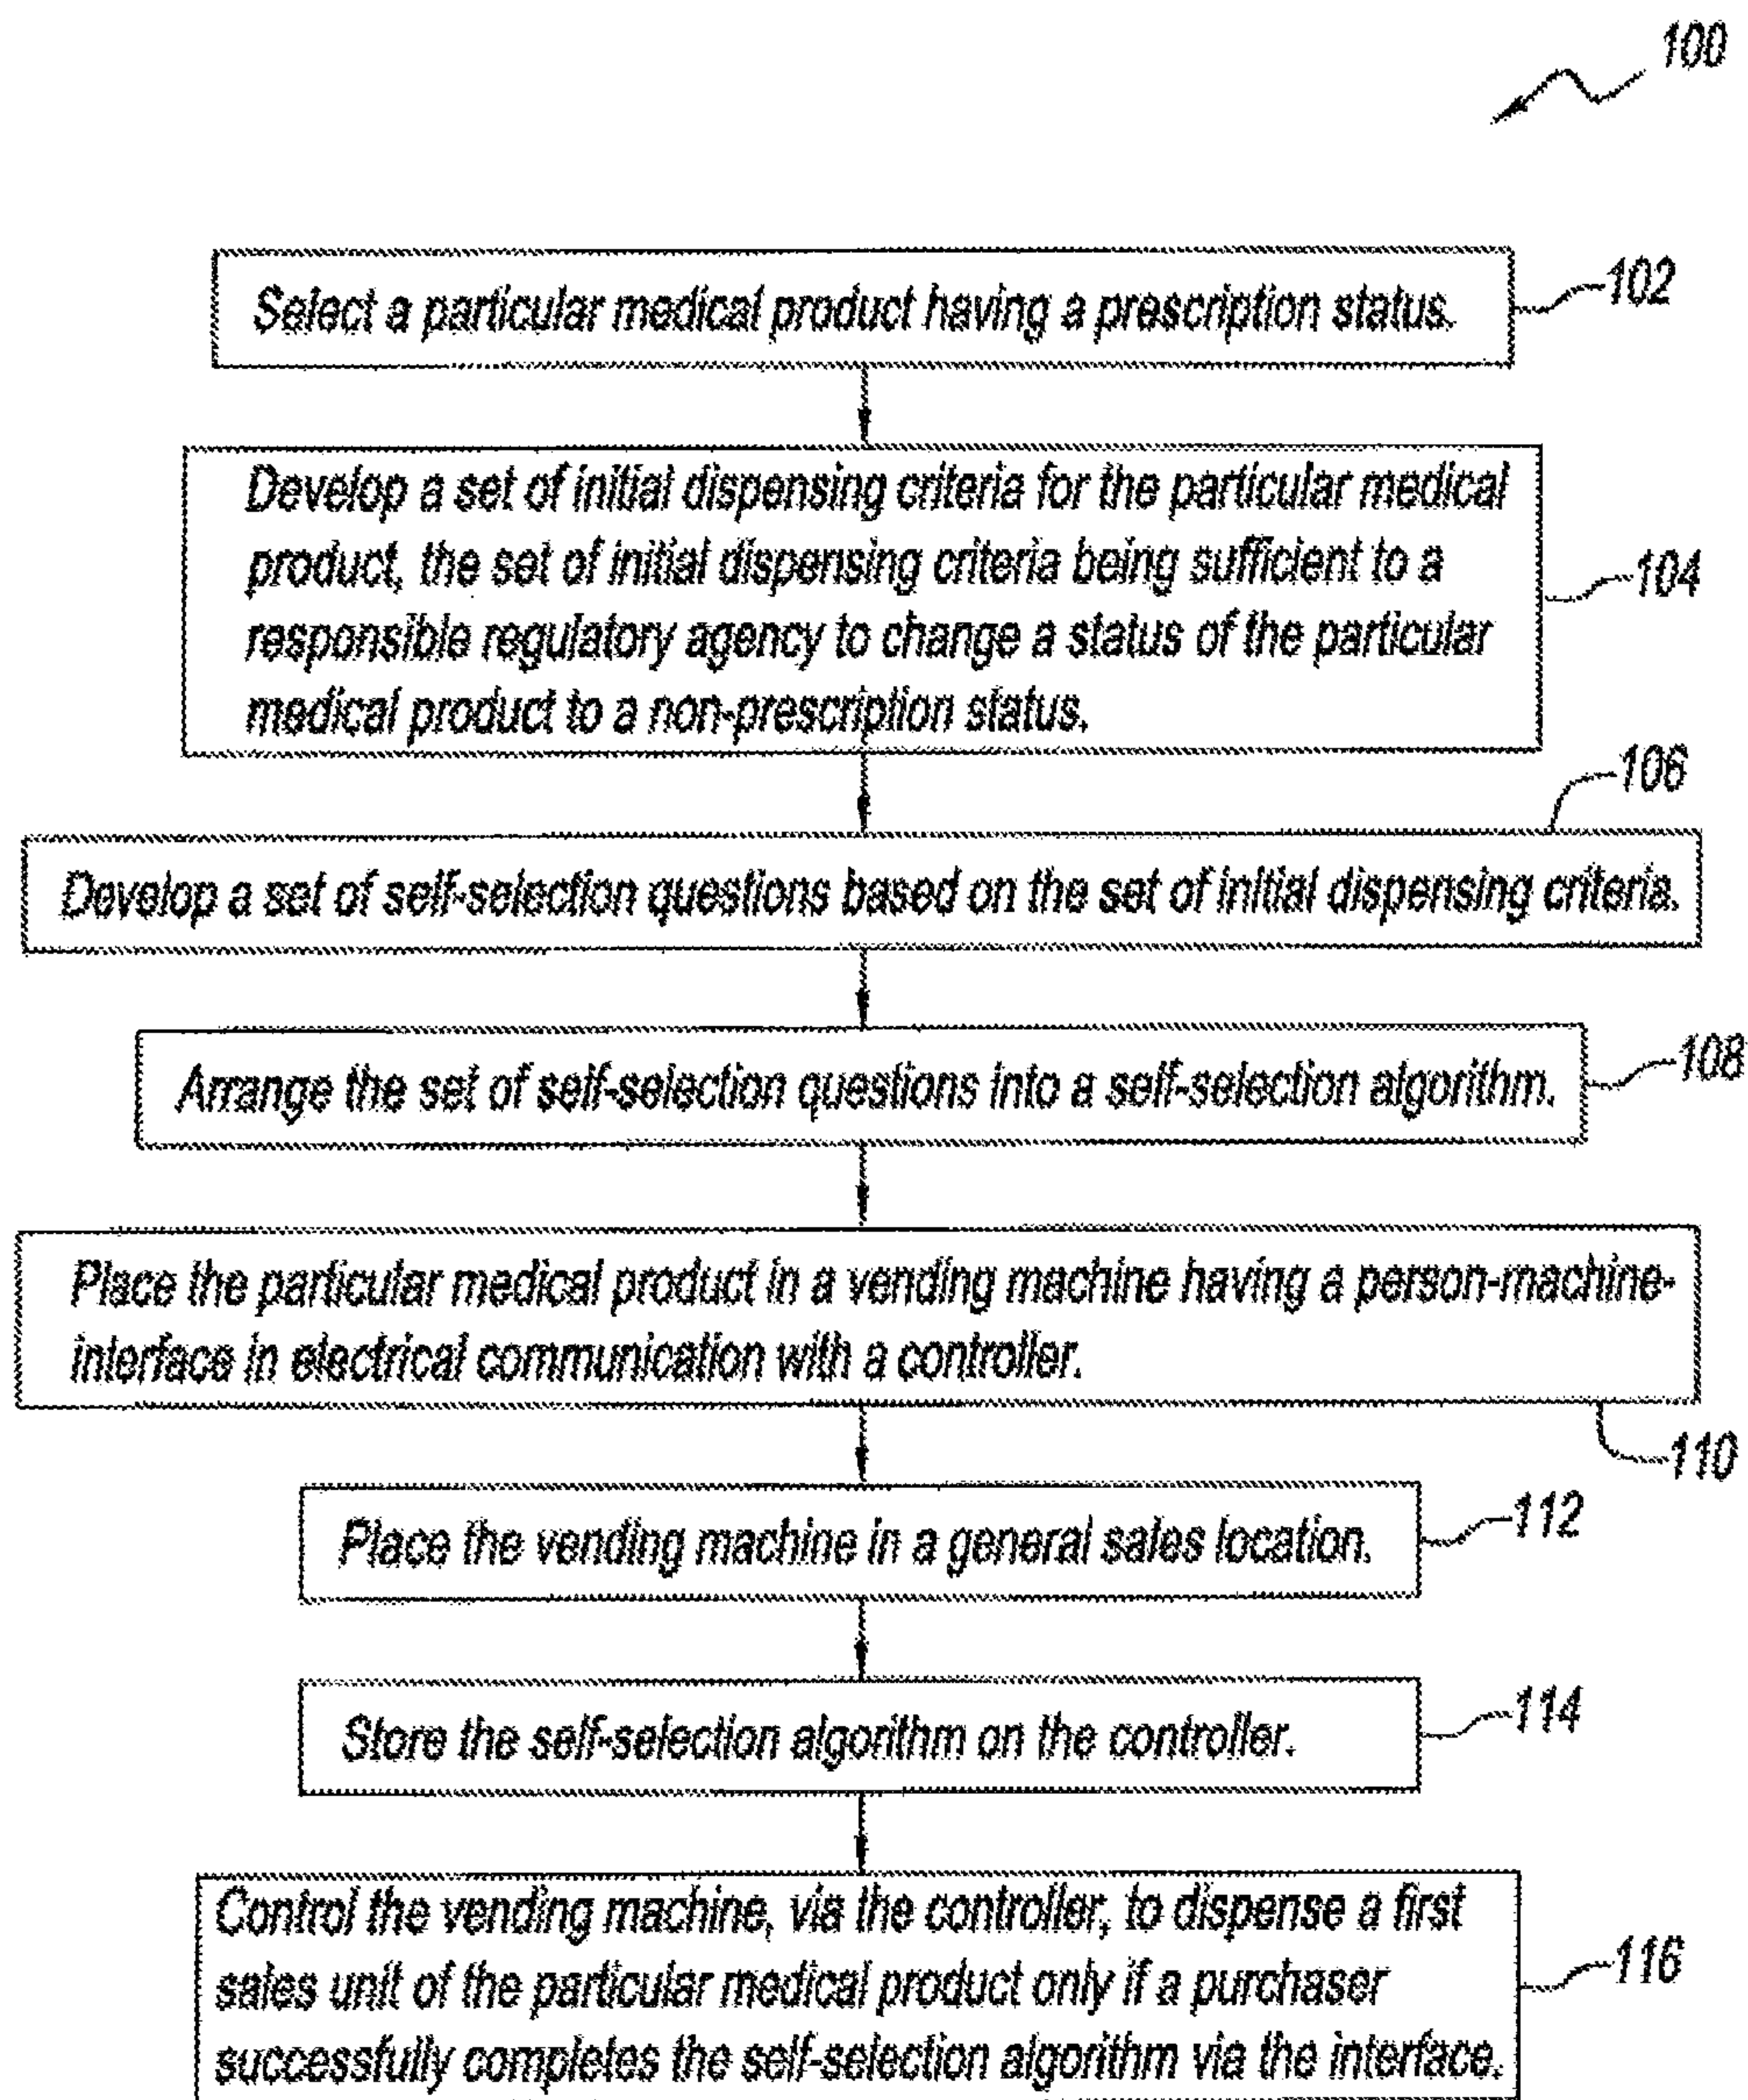 100
Select a particular medical product having a prescription status.
102
Develop a set of initial dispensing criteria for the particular medical
product, the set of initial dispensing criteria being sufficient to a
responsible regulatory agency to change a status of the particular
medical product to a non-prescription status.
104
106
Develop a set of self-selection questions based on the set of initial dispensing criteria.
Arrange the set of self-selection questions into a self-selection algorithm.
108
Place the particular medical product in a vending machine having a person-machine-
interface in electrical communication with a controller.
110
Place the vending machine in a general sales location.
112
Store the self-selection algorithm on the controller.
114
Control the vending machine, via the controller, to dispense a first
sales unit of the particular medical product only if a purchaser
successfully completes the self-selection algorithm via the interface.
116